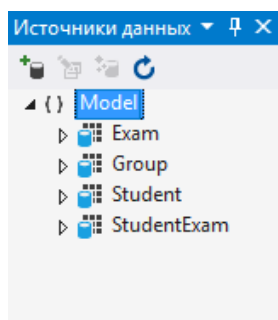 Источники данных
{ } Model
Exam
Group
Student
StudentExam